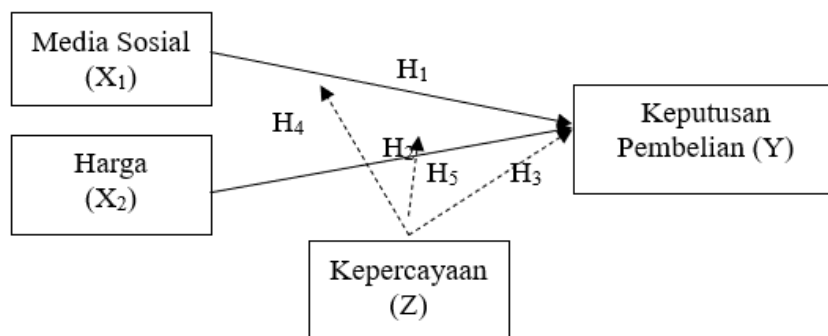 Media Sosial
(X₁)
H₁
Keputusan
Pembelian (Y)
H₄
H₂
Harga
(X₂)
H₅
H₃
Kepercayaan
(Z)